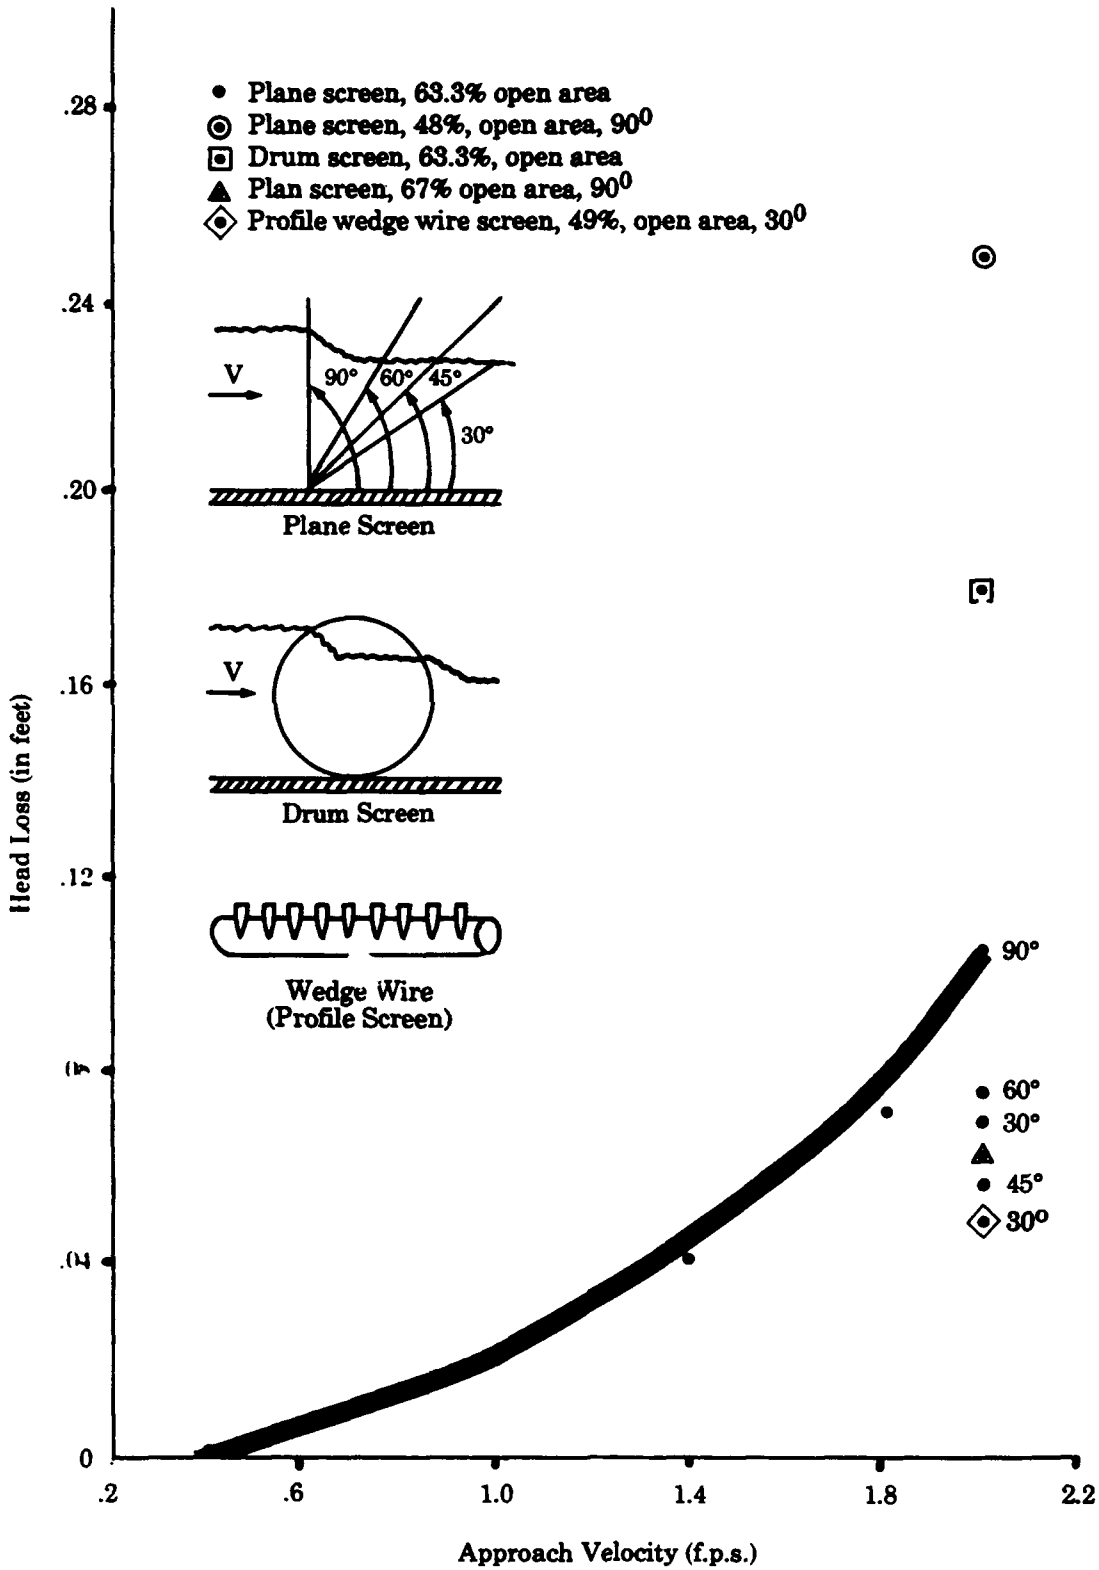 Plane screen, 63.3% open area
Plane screen, 48%, open area, 90⁰
Drum screen, 63.3%, open area
Plan screen, 67% open area, 90⁰
Profile wedge wire screen, 49%, open area, 30⁰
.28
.24
.20
.16
.12
0
Head Loss (in feet)
V
90°
60°
45°
30°
Plane Screen
V
Drum Screen
Wedge Wire
(Profile Screen)
90°
60°
30°
45°
30⁰
.2
.6
1.0
1.4
1.8
2.2
Approach Velocity (f.p.s.)